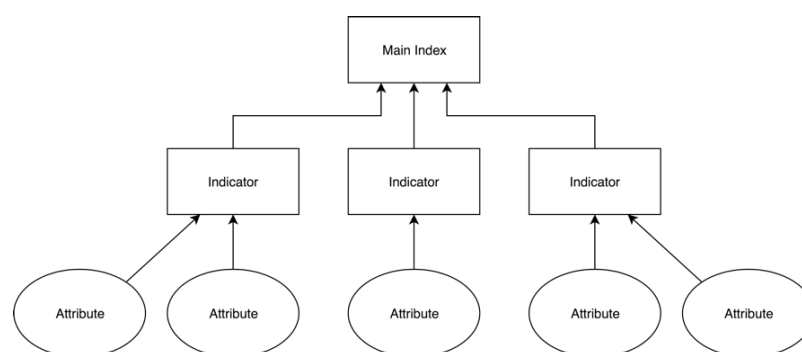 Main Index
Indicator
Indicator
Indicator
Attribute
Attribute
Attribute
Attribute
Attribute